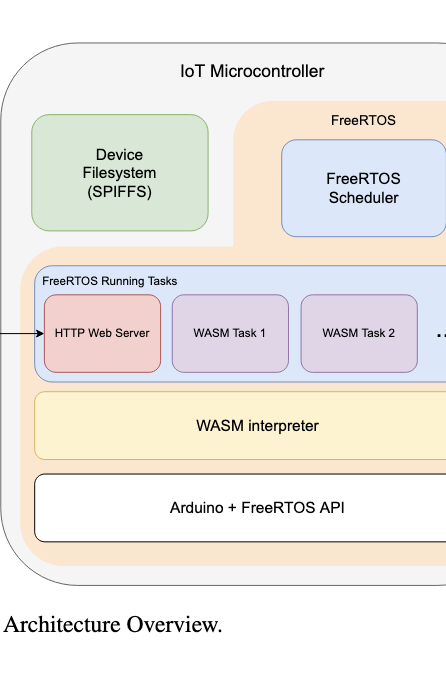 IoT Microcontroller
FreeRTOS
Device
Filesystem
(SPIFFS)
FreeRTOS
Scheduler
FreeRTOS Running Tasks
HTTP Web Server
WASM Task 1
WASM Task 2
..
WASM interpreter
Arduino + FreeRTOS API
Architecture Overview.